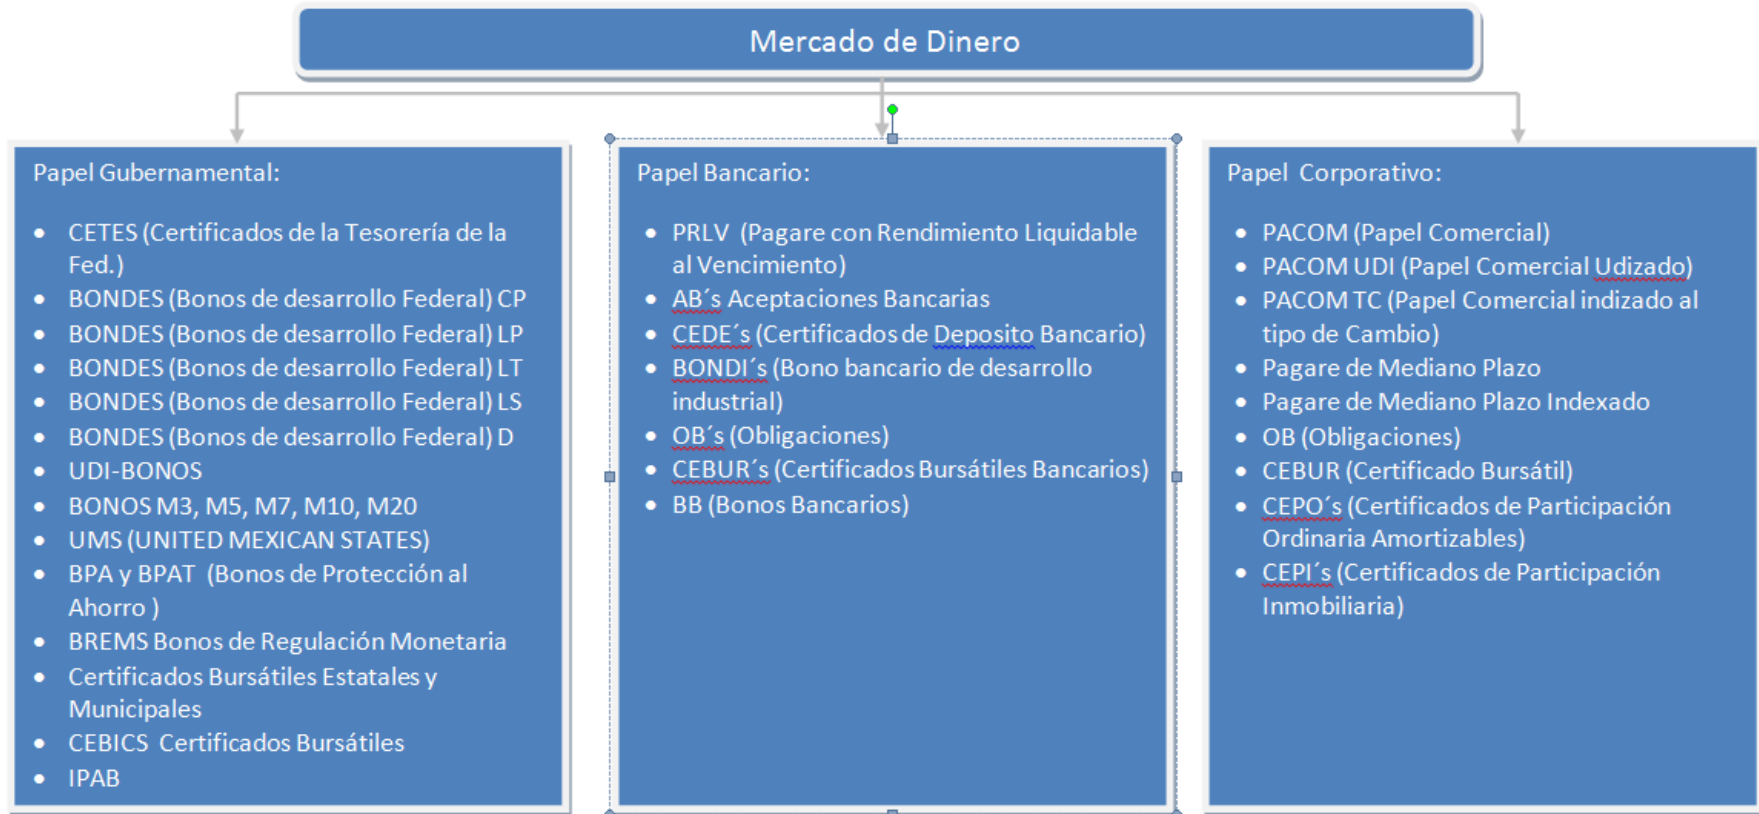 Mercado de Dinero
Papel Gubernamental:
• CETES (Certificados de la Tesorería de la
Fed.)
• BONDES (Bonos de desarrollo Federal) CP
• BONDES (Bonos de desarrollo Federal) LP
• BONDES (Bonos de desarrollo Federal) LT
• BONDES (Bonos de desarrollo Federal) LS
• BONDES (Bonos de desarrollo Federal) D
• UDI-BONOS
• BONOS M3, M5, M7, M10, M20
• UMS (UNITED MEXICAN STATES)
• BPA y BPAT (Bonos de Protección al
Ahorro )
• BREMS Bonos de Regulación Monetaria
• Certificados Bursátiles Estatales y
Municipales
• CEBICS Certificados Bursátiles
• IPAB
Papel Bancario:
• PRLV (Pagare con Rendimiento Liquidable
al Vencimiento)
• AB´s Aceptaciones Bancarias
• CEDE´s (Certificados de Deposito Bancario)
• BONDI´s (Bono bancario de desarrollo
industrial)
• OB´s (Obligaciones)
• CEBUR´s (Certificados Bursátiles Bancarios)
• BB (Bonos Bancarios)
Papel Corporativo:
• PACOM (Papel Comercial)
• PACOM UDI (Papel Comercial Udizado)
• PACOM TC (Papel Comercial indizado al
tipo de Cambio)
• Pagare de Mediano Plazo
• Pagare de Mediano Plazo Indexado
• OB (Obligaciones)
• CEBUR (Certificado Bursátil)
• CEPO´s (Certificados de Participación
Ordinaria Amortizables)
• CEPI´s (Certificados de Participación
Inmobiliaria)